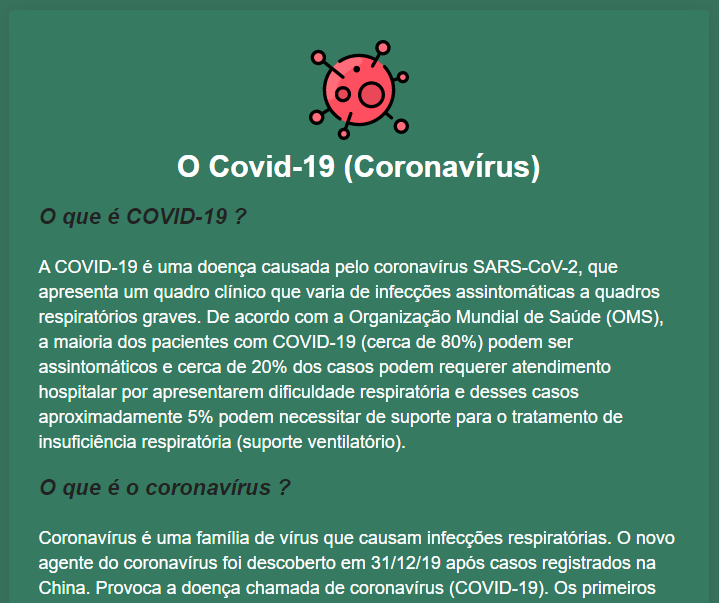 O Covid-19 (Coronavírus)
O que é COVID-19 ?
A COVID-19 é uma doença causada pelo coronavírus SARS-CoV-2, que
apresenta um quadro clínico que varia de infecções assintomáticas a quadros
respiratórios graves. De acordo com a Organização Mundial de Saúde (OMS),
a maioria dos pacientes com COVID-19 (cerca de 80%) podem ser
assintomáticos e cerca de 20% dos casos podem requerer atendimento
hospitalar por apresentarem dificuldade respiratória e desses casos
aproximadamente 5% podem necessitar de suporte para o tratamento de
insuficiência respiratória (suporte ventilatório).
O que é o coronavírus ?
Coronavírus é uma família de vírus que causam infecções respiratórias. O novo
agente do coronavírus foi descoberto em 31/12/19 após casos registrados na
China. Provoca a doença chamada de coronavírus (COVID-19). Os primeiros